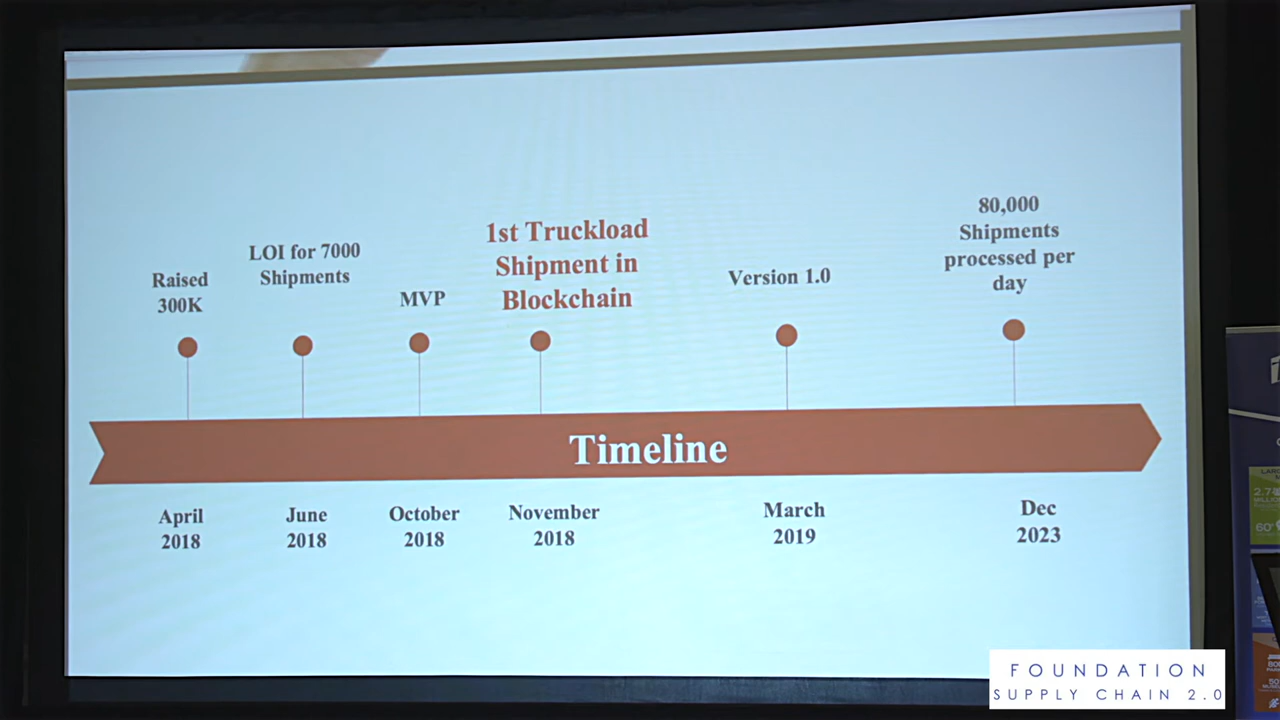 Raised
300K
LOI for 7000
Shipments
MVP
1st Truckload
Shipment in
Blockchain
Version 1.0
80,000
Shipments
processed per
day
Timeline
April
2018
June
2018
October
2018
November
2018
March
2019
Dec
2023
FOUNDATION
SUPPLY CHAIN 2.0